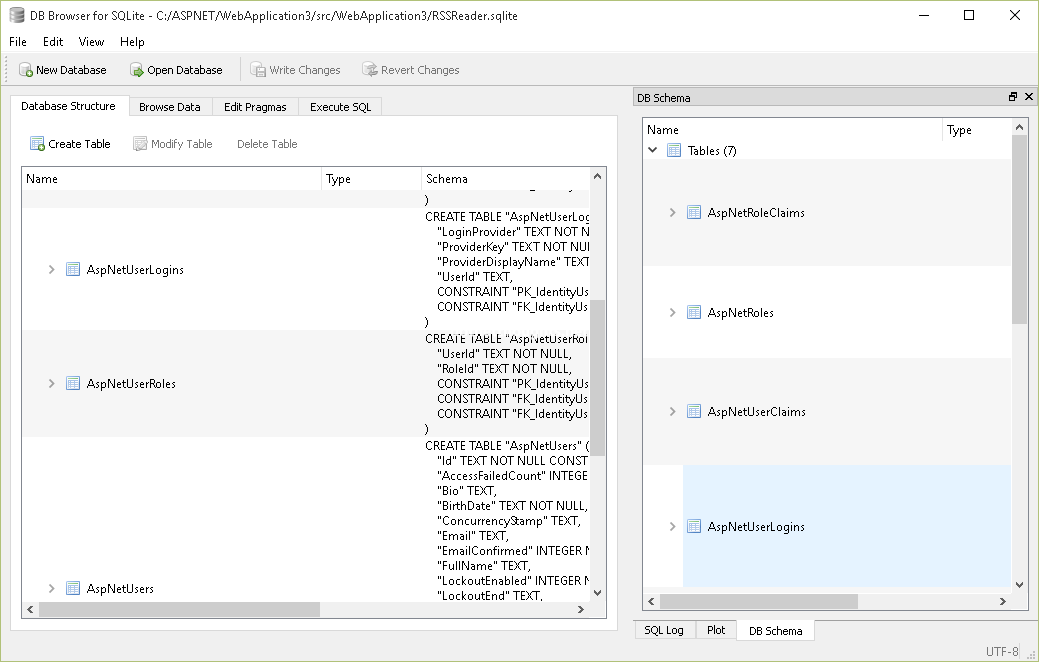 DB Browser for SQLite - C:/ASPNET/WebApplication3/src/WebApplication3/RSSReader.sqlite
File Edit View Help
New Database Open Database Write Changes Revert Changes
Database Structure Browse Data Edit Pragmas Execute SQL
Create Table Modify Table Delete Table
Name Type Schema
)
CREATE TABLE "AspNetUserLog
"LoginProvider" TEXT NOT N
"ProviderKey" TEXT NOT NU
"ProviderDisplayName" TEXT
"UserId" TEXT,
CONSTRAINT "PK_IdentityUs
CONSTRAINT "FK_IdentityUs
)
AspNetUserLogins
CREATE TABLE "AspNetUserRol
"UserId" TEXT NOT NULL,
"RoleId" TEXT NOT NULL,
CONSTRAINT "PK_IdentityUs
CONSTRAINT "FK_IdentityUs
CONSTRAINT "FK_IdentityUs
)
AspNetUserRoles
CREATE TABLE "AspNetUsers" (
"Id" TEXT NOT NULL CONST
"AccessFailedCount" INTEGE
"Bio" TEXT,
"BirthDate" TEXT NOT NULL,
"ConcurrencyStamp" TEXT,
"Email" TEXT,
"EmailConfirmed" INTEGER N
"FullName" TEXT,
"LockoutEnabled" INTEGER N
"LockoutEnd" TEXT,
AspNetUsers
DB Schema
Name Type
Tables (7)
AspNetRoleClaims
AspNetRoles
AspNetUserClaims
AspNetUserLogins
SQL Log Plot DB Schema
UTF-8